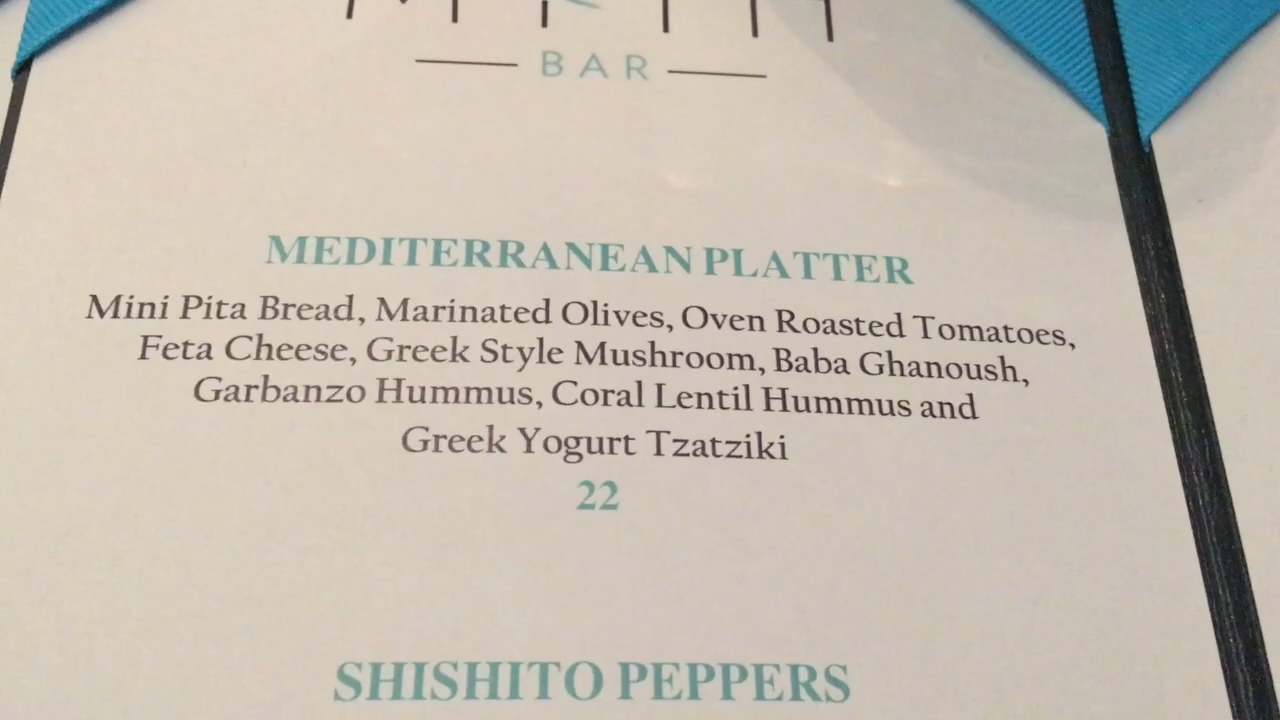 BAR
MEDITERRANEAN PLATTER
Mini Pita Bread, Marinated Olives, Oven Roasted Tomatoes,
Feta Cheese, Greek Style Mushroom, Baba Ghanoush,
Garbanzo Hummus, Coral Lentil Hummus and
Greek Yogurt Tzatziki
22
SHISHITO PEPPERS